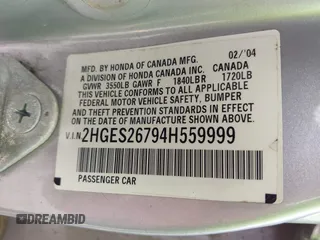 MFD. BY HONDA OF CANADA MFG. 02/'04
A DIVISION OF HONDA CANADA INC. CANADA
GVWR 3550LB GAWR F 1840LBR 1720LB
THIS VEHICLE CONFORMS TO ALL APPLICABLE
FEDERAL MOTOR VEHICLE SAFETY, BUMPER
AND THEFT PREVENTION STANDARDS IN EFFECT
ON THE DATE OF MANUFACTURE SHOWN ABOVE.
V.I.N. 2HGES26794H559999
PASSENGER CAR
DREAMBID